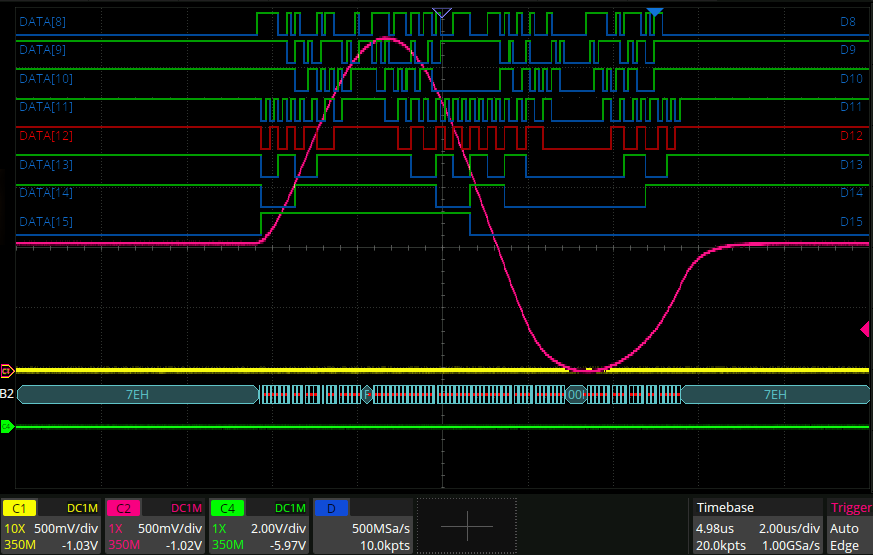 DATA[8] D8
DATA[9] D9
DATA[10] D10
DATA[11] D11
DATA[12] D12
DATA[13] D13
DATA[14] D14
DATA[15] D15
C1
B2 7EH F 00 7EH
C4
C1 DC1M C2 DC1M C4 DC1M D Timebase Trigger
10X 500mV/div 1X 500mV/div 1X 2.00V/div 500MSa/s 4.98us 2.00us/div Auto
350M -1.03V 350M -1.02V 350M -5.97V 10.0kpts 20.0kpts 1.00GSa/s Edge